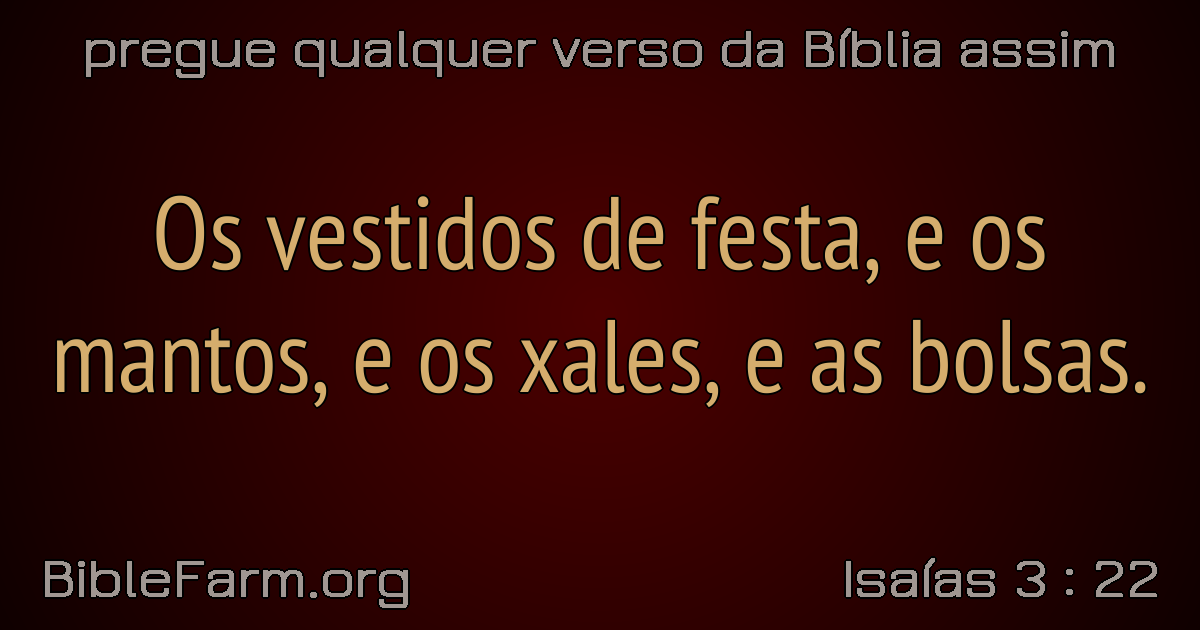 pregue qualquer verso da Bíblia assim
Os vestidos de festa, e os
mantos, e os xales, e as bolsas.
BibleFarm.org
Isaías 3 : 22